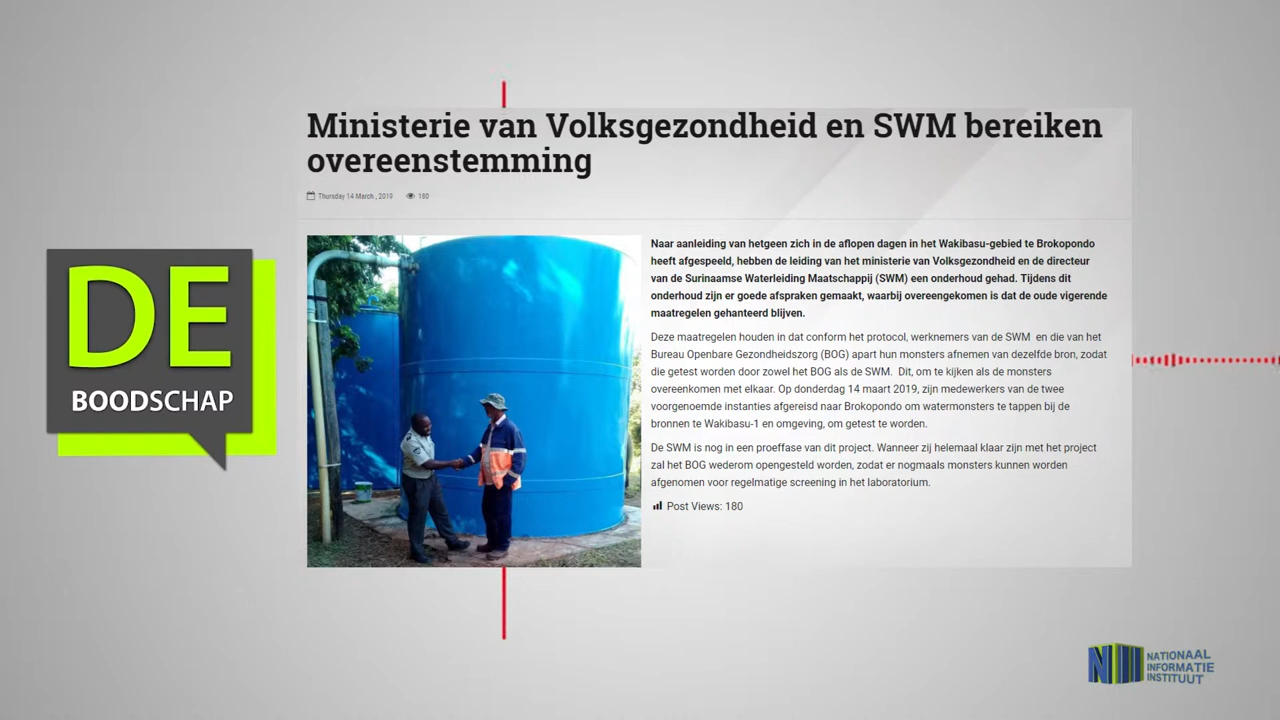 Ministerie van Volksgezondheid en SWM bereiken
overeenstemming
Thursday 14 March , 2019 180
DE
BOODSCHAP
Naar aanleiding van hetgeen zich in de aflopen dagen in het Wakibasu-gebied te Brokopondo
heeft afgespeeld, hebben de leiding van het ministerie van Volksgezondheid en de directeur
van de Surinaamse Waterleiding Maatschappij (SWM) een onderhoud gehad. Tijdens dit
onderhoud zijn er goede afspraken gemaakt, waarbij overeengekomen is dat de oude vigerende
maatregelen gehanteerd blijven.
Deze maatregelen houden in dat conform het protocol, werknemers van de SWM en die van het
Bureau Openbare Gezondheidszorg (BOG) apart hun monsters afnemen van dezelfde bron, zodat
die getest worden door zowel het BOG als de SWM. Dit, om te kijken als de monsters
overeenkomen met elkaar. Op donderdag 14 maart 2019, zijn medewerkers van de twee
voorgenoemde instanties afgereisd naar Brokopondo om watermonsters te tappen bij de
bronnen te Wakibasu-1 en omgeving, om getest te worden.
De SWM is nog in een proeffase van dit project. Wanneer zij helemaal klaar zijn met het project
zal het BOG wederom opengesteld worden, zodat er nogmaals monsters kunnen worden
afgenomen voor regelmatige screening in het laboratorium.
Post Views: 180
NII NATIONAAL
INFORMATIE
INSTITUUT